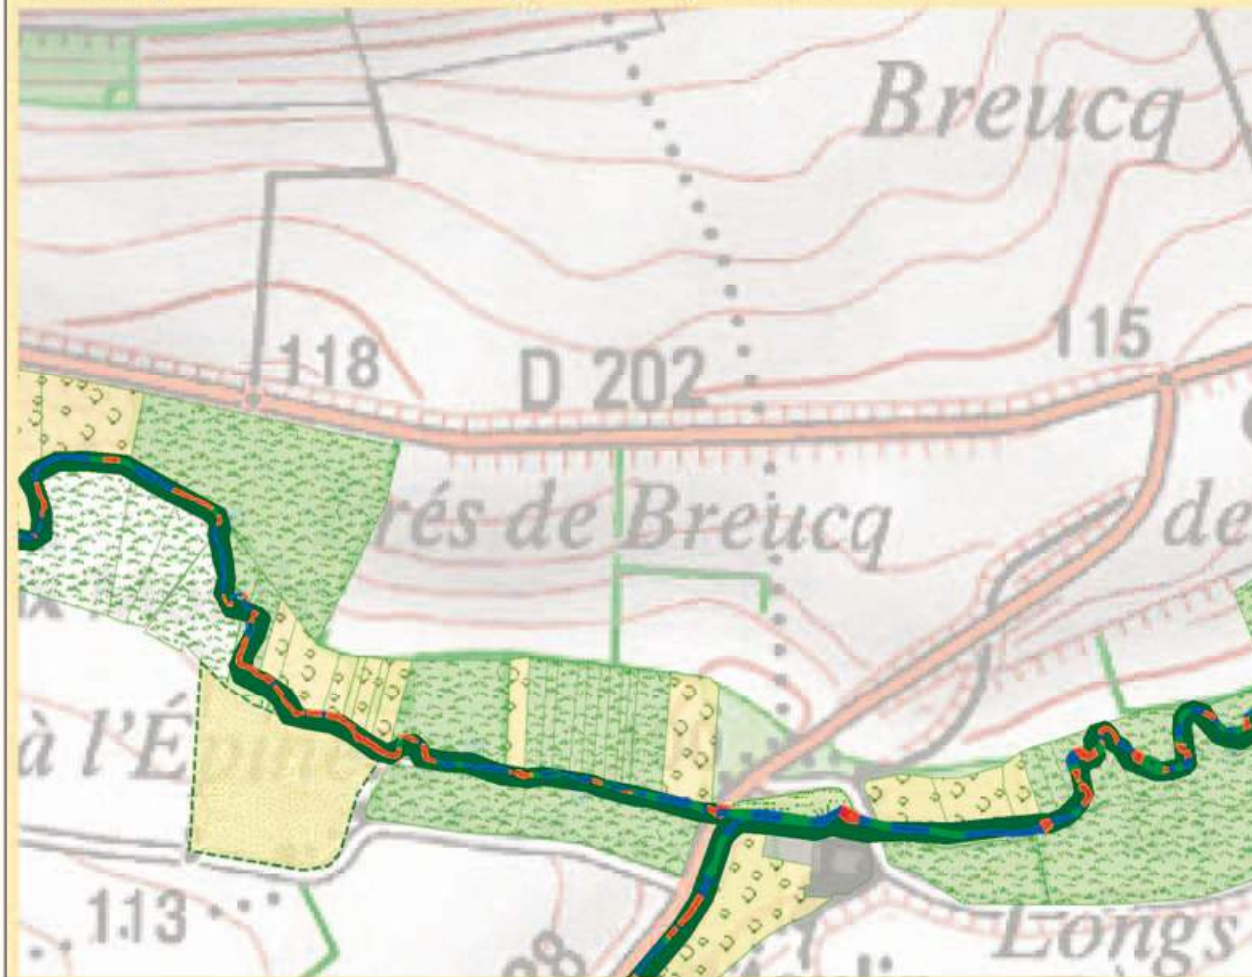 Breucq
118
D 202
115
rés de Breucq
de
à l'Épine
113
Longs